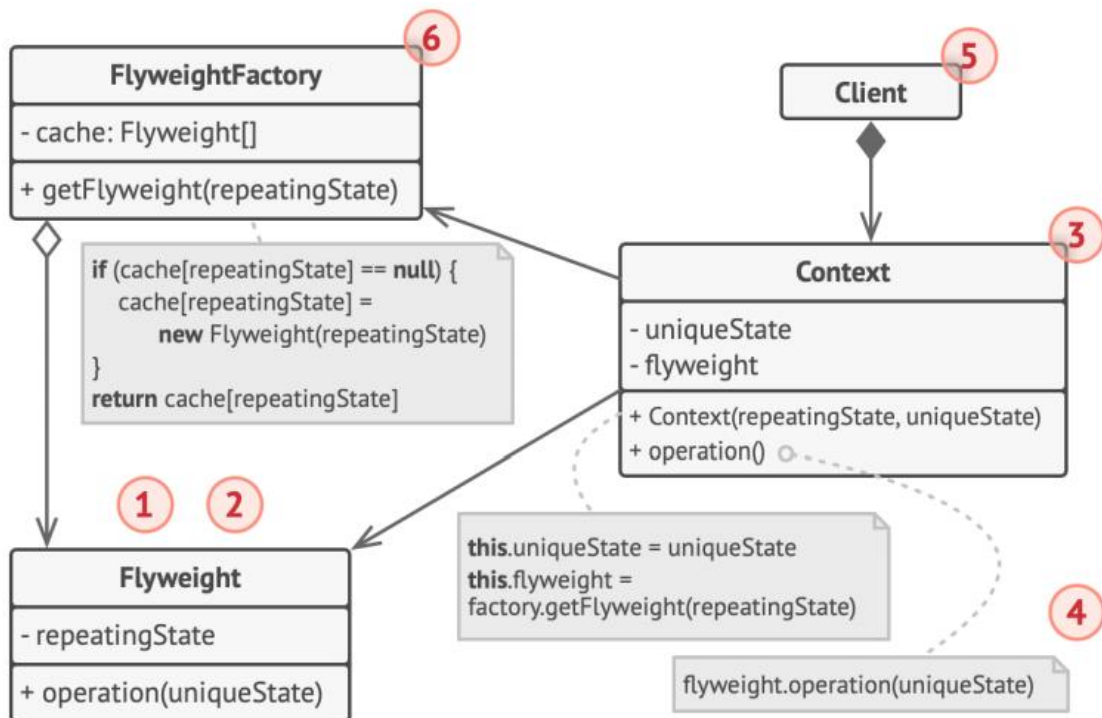 6
FlyweightFactory
- cache: Flyweight[]
+ getFlyweight(repeatingState)
if (cache[repeatingState] == null) {
cache[repeatingState] =
new Flyweight(repeatingState)
}
return cache[repeatingState]
5
Client
3
Context
- uniqueState
- flyweight
+ Context(repeatingState, uniqueState)
+ operation()
1 2
Flyweight
- repeatingState
+ operation(uniqueState)
this.uniqueState = uniqueState
this.flyweight =
factory.getFlyweight(repeatingState)
4
flyweight.operation(uniqueState)